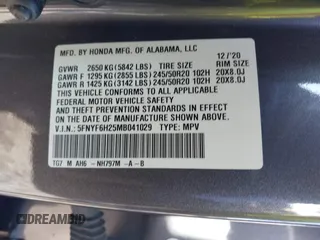 MFD. BY HONDA MFG. OF ALABAMA, LLC 12/'20
GVWR 2650 KG (5842 LBS) TIRE SIZE RIM SIZE
GAWR F 1295 KG (2855 LBS) 245/50R20 102H 20X8.0J
GAWR R 1425 KG (3142 LBS) 245/50R20 102H 20X8.0J
THIS VEHICLE CONFORMS TO ALL APPLICABLE
FEDERAL MOTOR VEHICLE SAFETY, BUMPER,
AND THEFT PREVENTION STANDARDS IN EFFECT
ON THE DATE OF MANUFACTURE SHOWN ABOVE.
V.I.N: 5FNYF6H25MB041029 TYPE: MPV
TG7 M AH6 -NH797M -A -B
© IDREAMBID